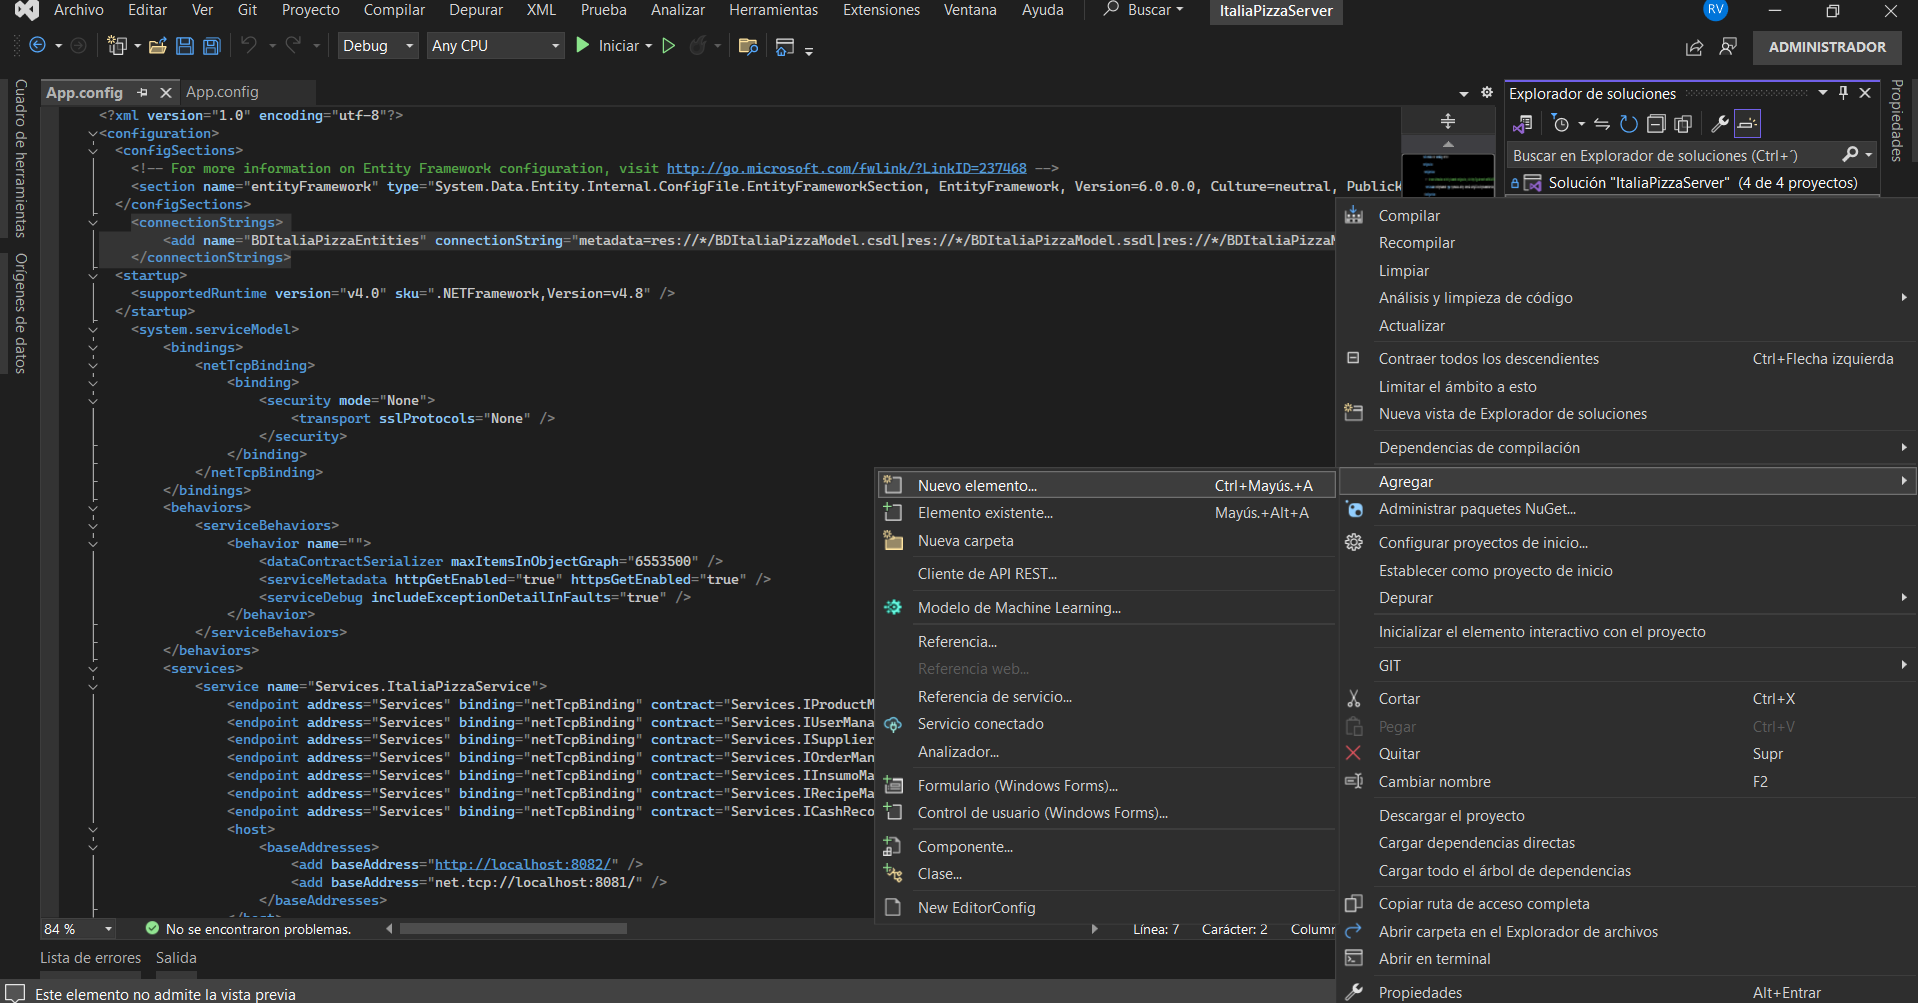 Archivo Editar Ver Git Proyecto Compilar Depurar XML Prueba Analizar Herramientas Extensiones Ventana Ayuda Buscar ItaliaPizzaServer RV
Debug Any CPU Iniciar ADMINISTRADOR
Cuadro de herramientas
Orígenes de datos
App.config App.config
<?xml version="1.0" encoding="utf-8"?>
<configuration>
<configSections>
<!-- For more information on Entity Framework configuration, visit http://go.microsoft.com/fwlink/?LinkID=237468 -->
<section name="entityFramework" type="System.Data.Entity.Internal.ConfigFile.EntityFrameworkSection, EntityFramework, Version=6.0.0.0, Culture=neutral, Publick
</configSections>
<connectionStrings>
<add name="BDItaliaPizzaEntities" connectionString="metadata=res://*/BDItaliaPizzaModel.csdl|res://*/BDItaliaPizzaModel.ssdl|res://*/BDItaliaPizzaM
</connectionStrings>
<startup>
<supportedRuntime version="v4.0" sku=".NETFramework,Version=v4.8" />
</startup>
<system.serviceModel>
<bindings>
<netTcpBinding>
<binding>
<security mode="None">
<transport sslProtocols="None" />
</security>
</binding>
</netTcpBinding>
</bindings>
<behaviors>
<serviceBehaviors>
<behavior name="">
<dataContractSerializer maxItemsInObjectGraph="6553500" />
<serviceMetadata httpGetEnabled="true" httpsGetEnabled="true" />
<serviceDebug includeExceptionDetailInFaults="true" />
</behavior>
</serviceBehaviors>
</behaviors>
<services>
<service name="Services.ItaliaPizzaService">
<endpoint address="Services" binding="netTcpBinding" contract="Services.IProductM
<endpoint address="Services" binding="netTcpBinding" contract="Services.IUserMana
<endpoint address="Services" binding="netTcpBinding" contract="Services.ISupplier
<endpoint address="Services" binding="netTcpBinding" contract="Services.IOrderMan
<endpoint address="Services" binding="netTcpBinding" contract="Services.IInsumoMa
<endpoint address="Services" binding="netTcpBinding" contract="Services.IRecipeMa
<endpoint address="Services" binding="netTcpBinding" contract="Services.ICashReco
<host>
<baseAddresses>
<add baseAddress="http://localhost:8082/" />
<add baseAddress="net.tcp://localhost:8081/" />
</baseAddresses>
84 % No se encontraron problemas. Línea: 7 Carácter: 2 Column
Lista de errores Salida
Este elemento no admite la vista previa
Nuevo elemento... Ctrl+Mayús.+A
Elemento existente... Mayús.+Alt+A
Nueva carpeta
Cliente de API REST...
Modelo de Machine Learning...
Referencia...
Referencia web...
Referencia de servicio...
Servicio conectado
Analizador...
Formulario (Windows Forms)...
Control de usuario (Windows Forms)...
Componente...
Clase...
New EditorConfig
Explorador de soluciones
Buscar en Explorador de soluciones (Ctrl+´)
Solución "ItaliaPizzaServer" (4 de 4 proyectos)
Propiedades
Compilar
Recompilar
Limpiar
Análisis y limpieza de código
Actualizar
Contraer todos los descendientes Ctrl+Flecha izquierda
Limitar el ámbito a esto
Nueva vista de Explorador de soluciones
Dependencias de compilación
Agregar
Administrar paquetes NuGet...
Configurar proyectos de inicio...
Establecer como proyecto de inicio
Depurar
Inicializar el elemento interactivo con el proyecto
GIT
Cortar Ctrl+X
Pegar Ctrl+V
Quitar Supr
Cambiar nombre F2
Descargar el proyecto
Cargar dependencias directas
Cargar todo el árbol de dependencias
Copiar ruta de acceso completa
Abrir carpeta en el Explorador de archivos
Abrir en terminal
Propiedades Alt+Entrar